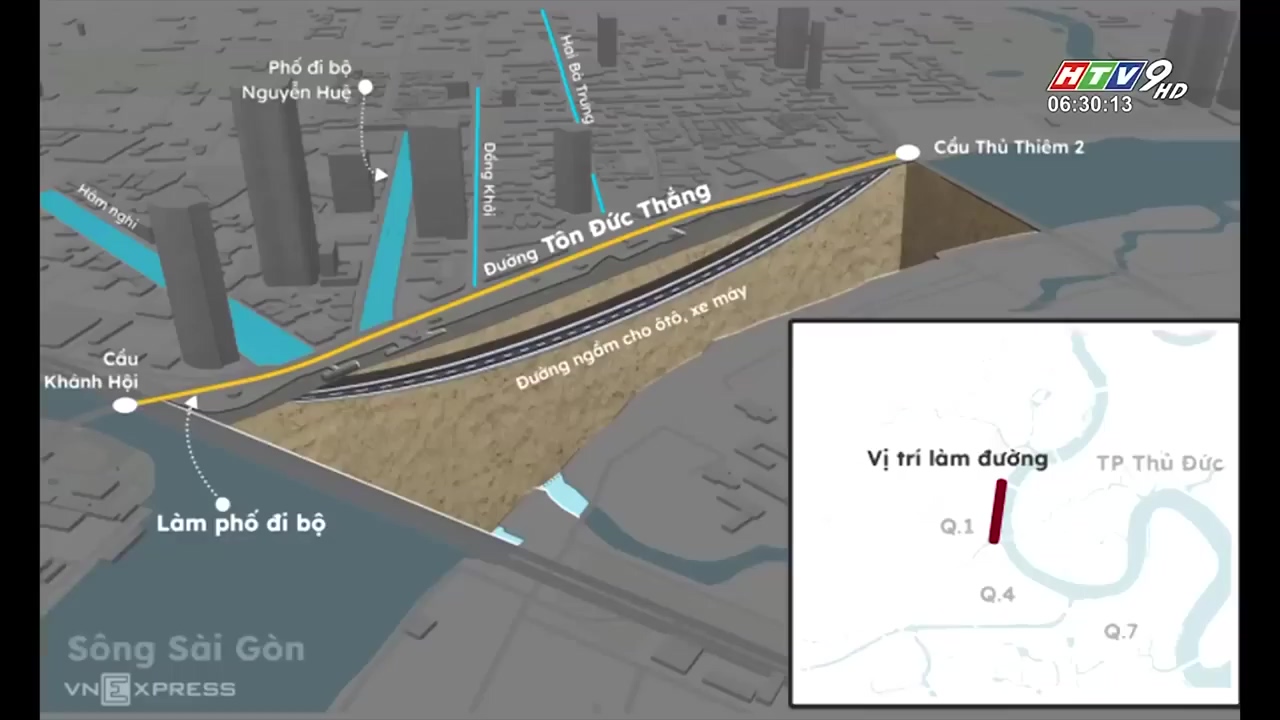 HTV9 HD
06:30:13
Phố đi bộ
Nguyễn Huệ
Hai Bà Trưng
Cầu Thủ Thiêm 2
Hàm nghi
Đồng Khởi
Đường Tôn Đức Thắng
Đường ngầm cho ôtô, xe máy
Cầu
Khánh Hội
Làm phố đi bộ
Vị trí làm đường
TP Thủ Đức
Q.1
Q.4
Q.7
Sông Sài Gòn
VNEXPRESS